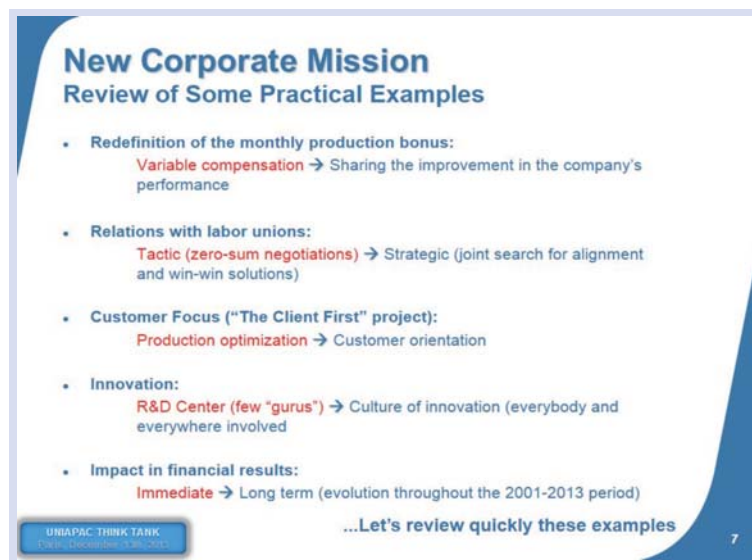 New Corporate Mission
Review of Some Practical Examples
• Redefinition of the monthly production bonus:
Variable compensation → Sharing the improvement in the company's
performance
• Relations with labor unions:
Tactic (zero-sum negotiations) → Strategic (joint search for alignment
and win-win solutions)
• Customer Focus ("The Client First" project):
Production optimization → Customer orientation
• Innovation:
R&D Center (few "gurus") → Culture of innovation (everybody and
everywhere involved
• Impact in financial results:
Immediate → Long term (evolution throughout the 2001-2013 period)
...Let's review quickly these examples
UNIAPAC THINK TANK
Paris, December
7